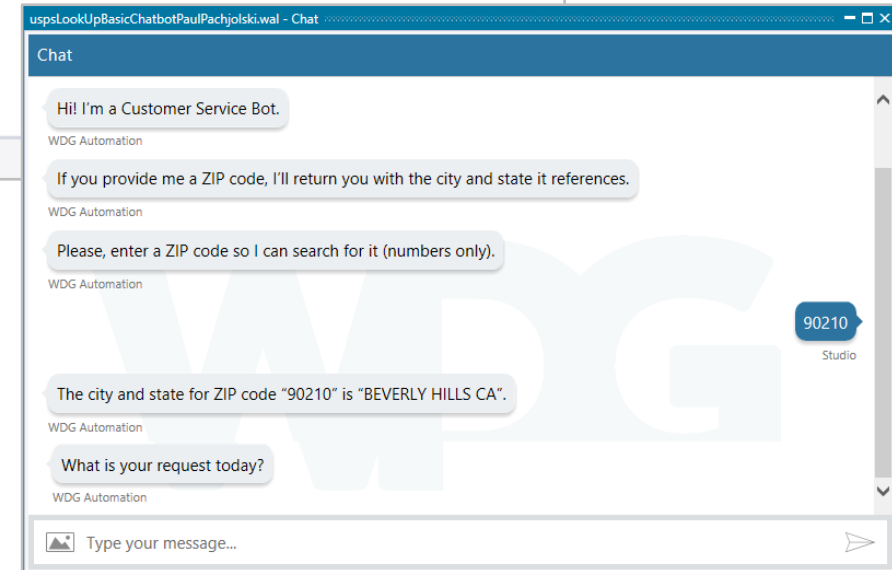 uspsLookUpBasicChatbotPaulPachjolski.wal - Chat
Chat
Hi! I'm a Customer Service Bot.
WDG Automation
If you provide me a ZIP code, I'll return you with the city and state it references.
WDG Automation
Please, enter a ZIP code so I can search for it (numbers only).
WDG Automation
WDG
90210
Studio
The city and state for ZIP code “90210” is “BEVERLY HILLS CA”.
WDG Automation
What is your request today?
WDG Automation
Type your message...